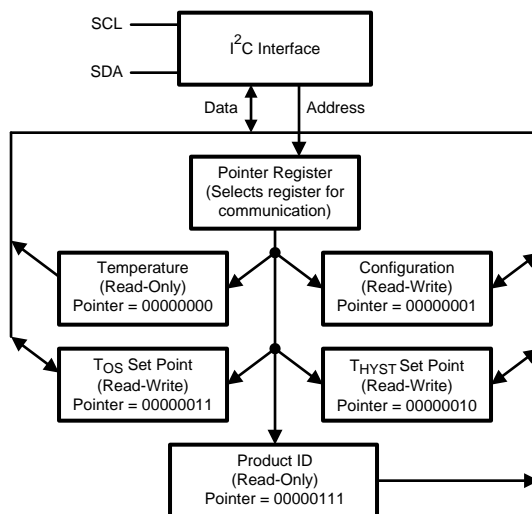 SCL
SDA
I²C Interface
Data
Address
Pointer Register
(Selects register for
communication)
Temperature
(Read-Only)
Pointer = 00000000
Configuration
(Read-Write)
Pointer = 00000001
TOS Set Point
(Read-Write)
Pointer = 00000011
THYST Set Point
(Read-Write)
Pointer = 00000010
Product ID
(Read-Only)
Pointer = 00000111